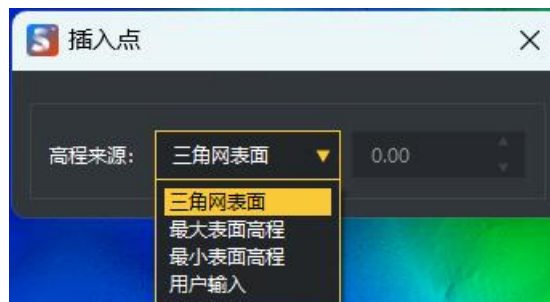 插入点
高程来源: 三角网表面 0.00
三角网表面
最大表面高程
最小表面高程
用户输入